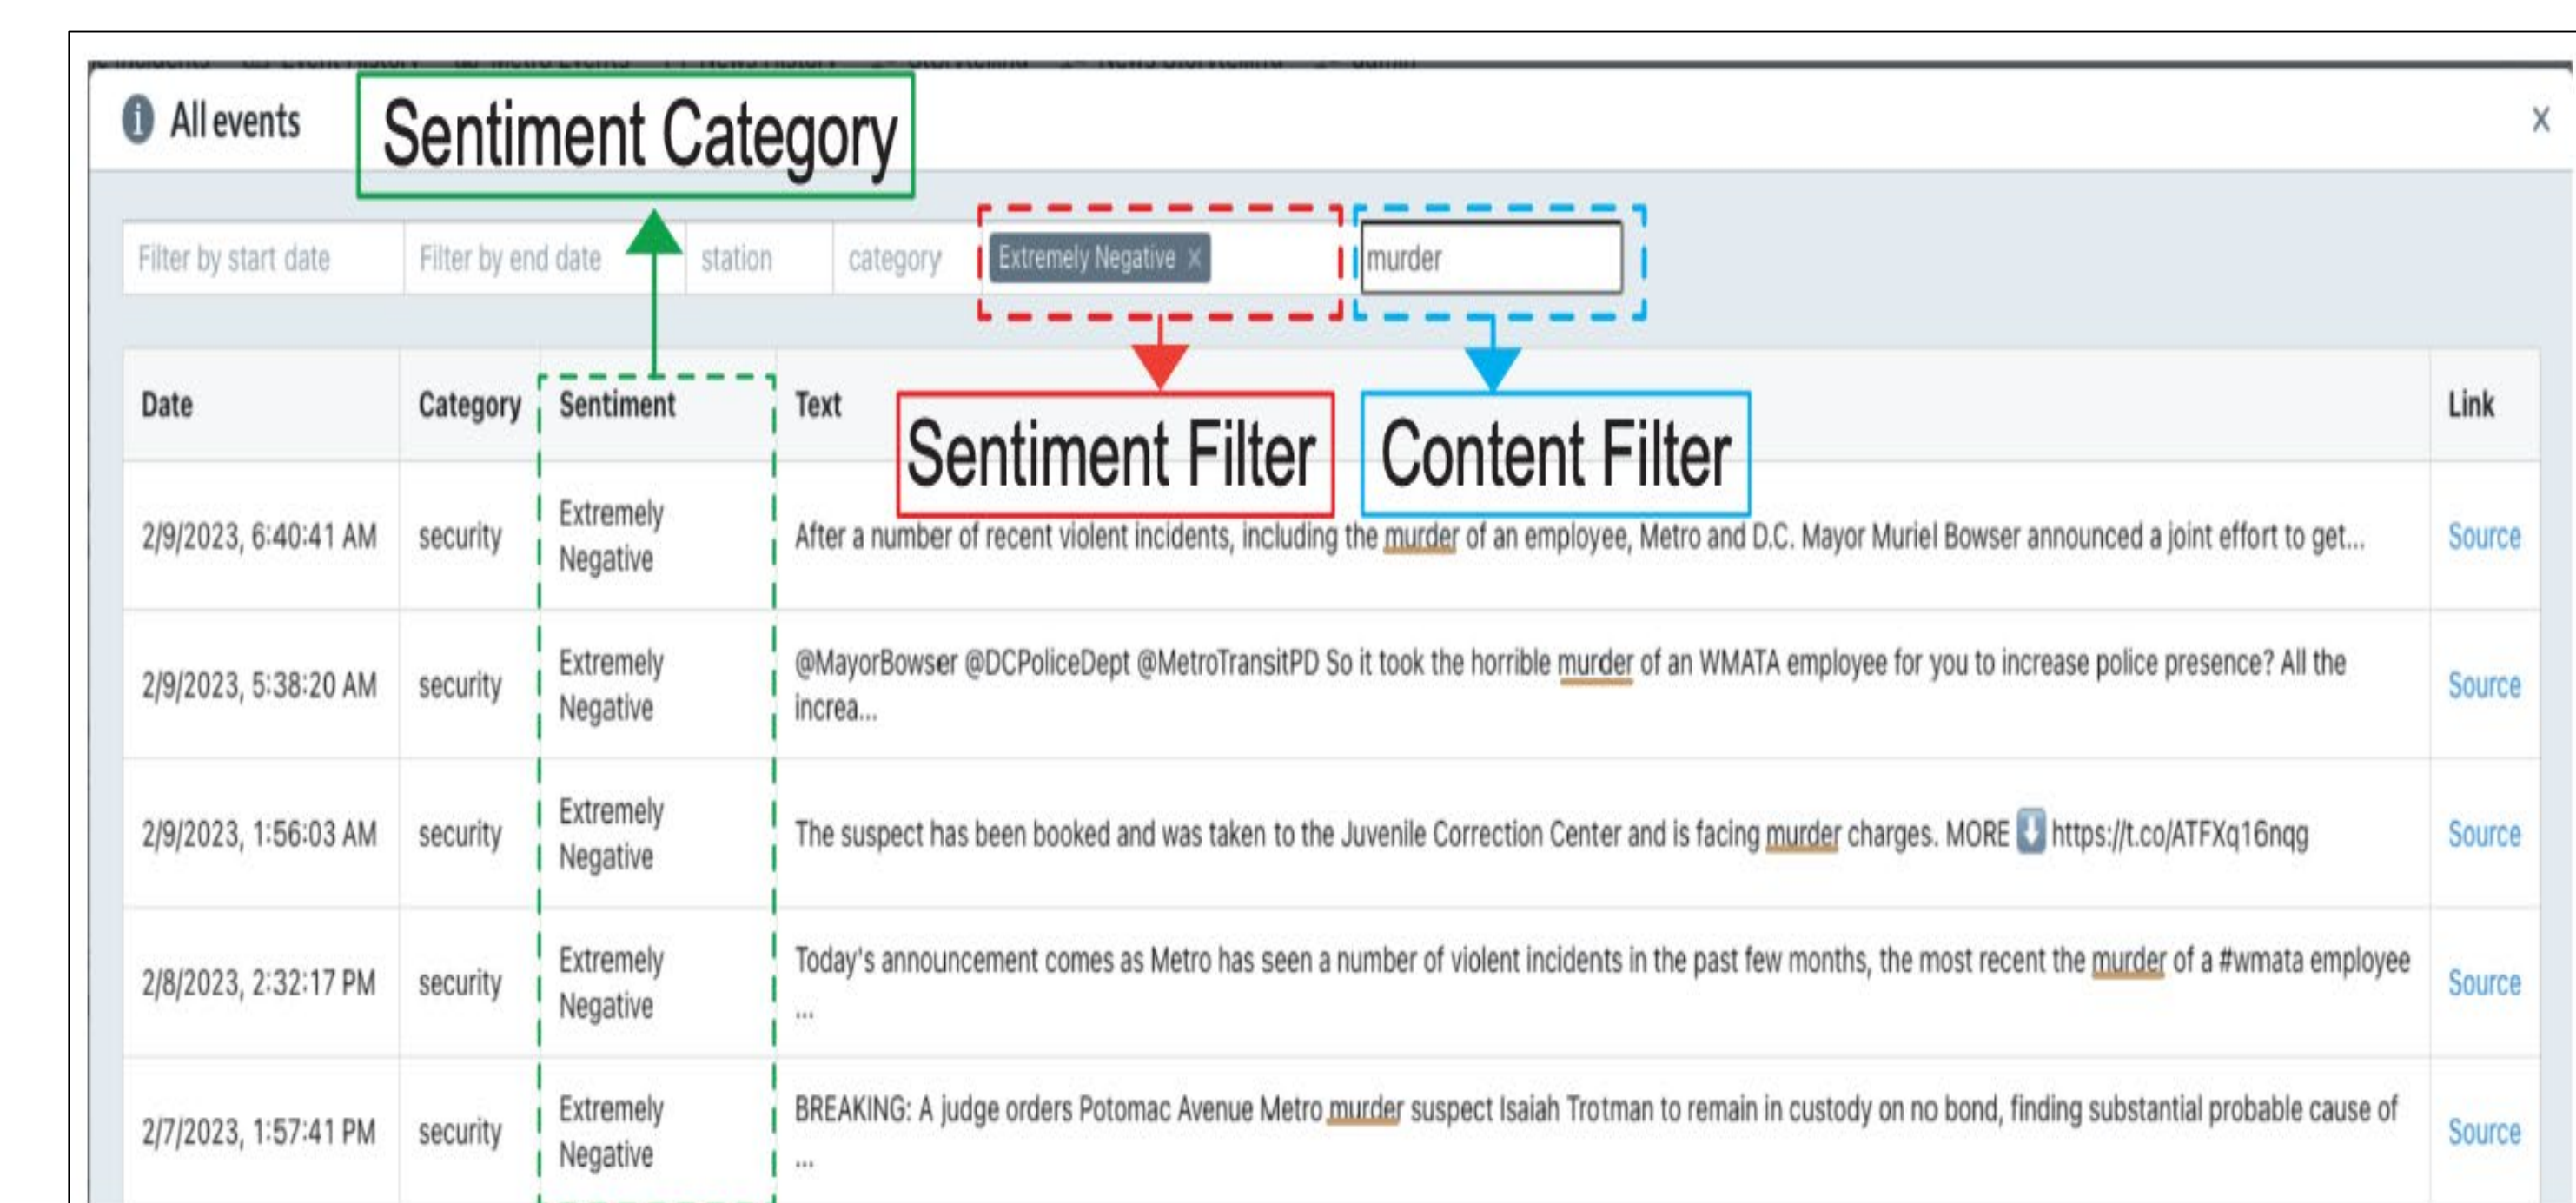 All events
Sentiment Category
Filter by start date Filter by end date station category Extremely Negative × murder
Date Category Sentiment Text Link
Sentiment Filter Content Filter
2/9/2023, 6:40:41 AM security Extremely Negative After a number of recent violent incidents, including the murder of an employee, Metro and D.C. Mayor Muriel Bowser announced a joint effort to get... Source
2/9/2023, 5:38:20 AM security Extremely Negative @MayorBowser @DCPoliceDept @MetroTransitPD So it took the horrible murder of an WMATA employee for you to increase police presence? All the
increa... Source
2/9/2023, 1:56:03 AM security Extremely Negative The suspect has been booked and was taken to the Juvenile Correction Center and is facing murder charges. MORE ⬇️ https://t.co/ATFXq16nqg Source
2/8/2023, 2:32:17 PM security Extremely Negative Today's announcement comes as Metro has seen a number of violent incidents in the past few months, the most recent the murder of a #wmata employee
... Source
2/7/2023, 1:57:41 PM security Extremely Negative BREAKING: A judge orders Potomac Avenue Metro murder suspect Isaiah Trotman to remain in custody on no bond, finding substantial probable cause of
... Source